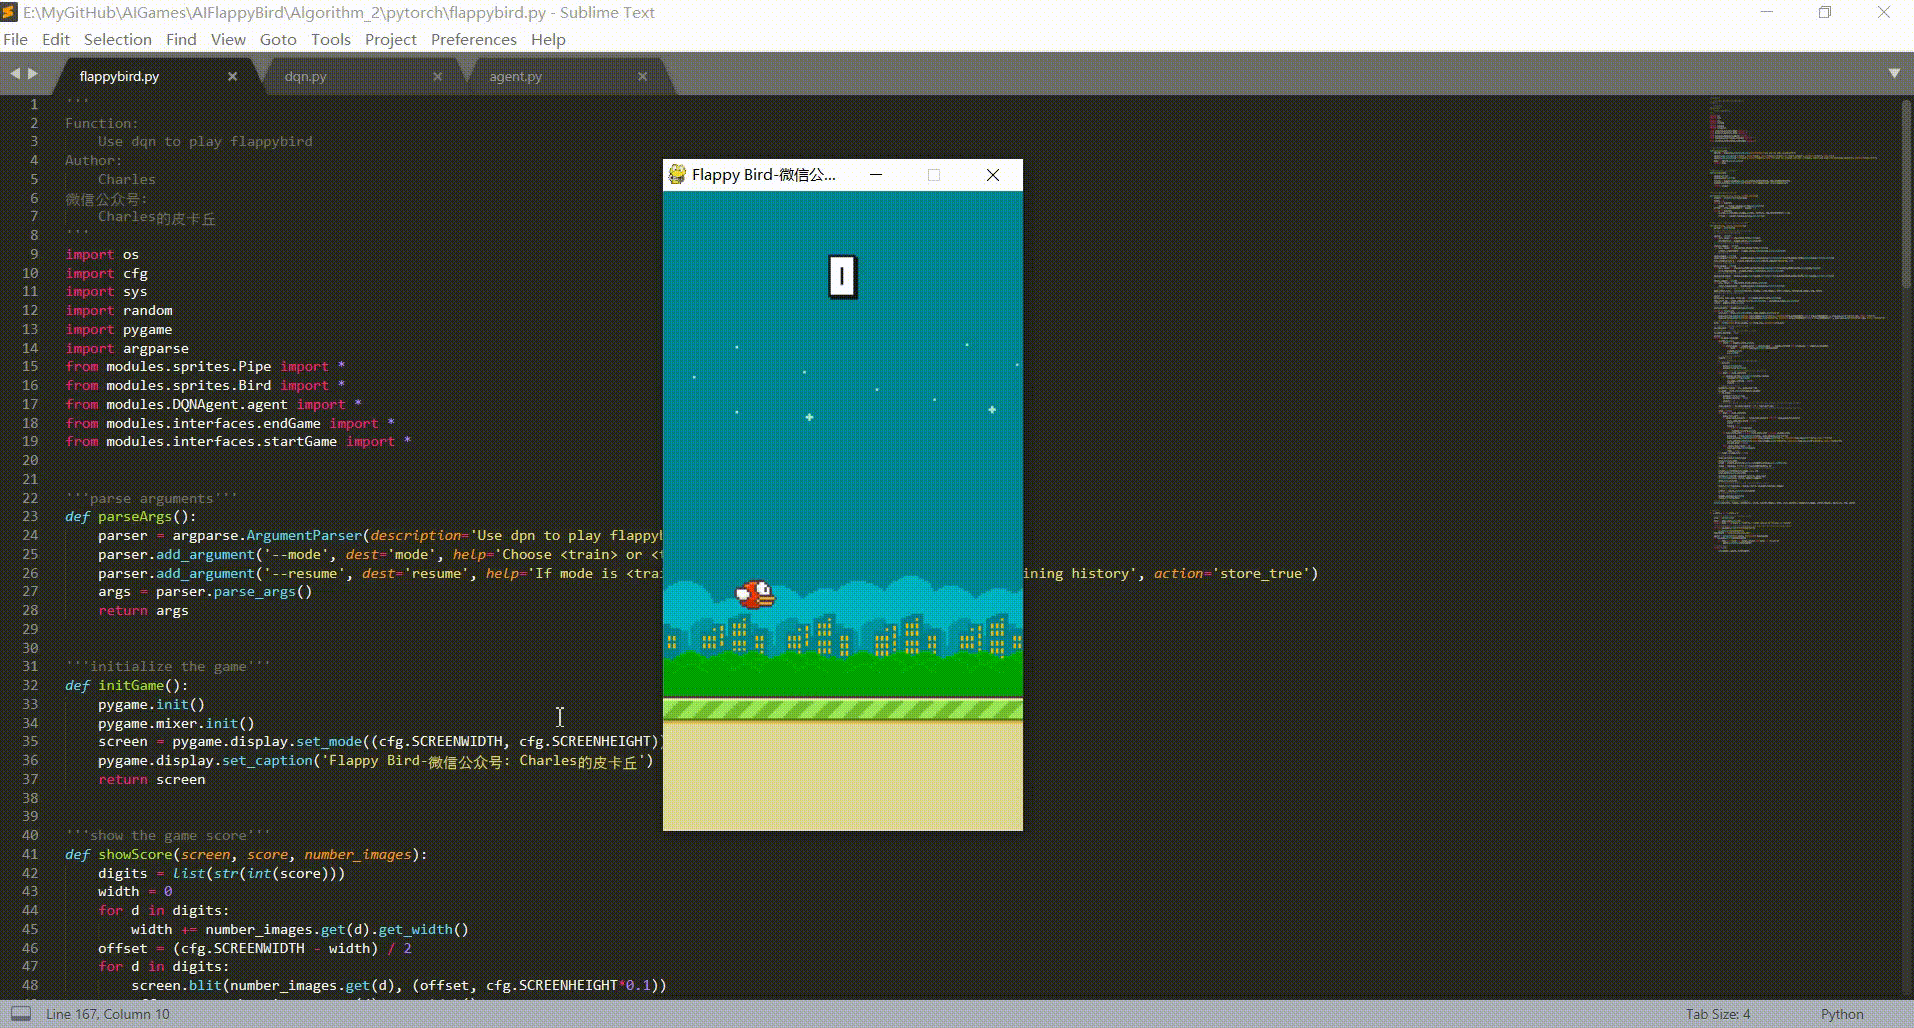 E:\MyGitHub\AIGames\AIFlappyBird\Algorithm_2\pytorch\flappybird.py - Sublime Text
File Edit Selection Find View Goto Tools Project Preferences Help
flappybird.py dqn.py agent.py
1 '''
2 Function:
3 Use dqn to play flappybird
4 Author:
5 Charles
6 微信公众号:
7 Charles的皮卡丘
8 '''
9 import os
10 import cfg
11 import sys
12 import random
13 import pygame
14 import argparse
15 from modules.sprites.Pipe import *
16 from modules.sprites.Bird import *
17 from modules.DQNAgent.agent import *
18 from modules.interfaces.endGame import *
19 from modules.interfaces.startGame import *
20
21
22 '''parse arguments'''
23 def parseArgs():
24 parser = argparse.ArgumentParser(description='Use dpn to play flappy
25 parser.add_argument('--mode', dest='mode', help='Choose <train> or <
26 parser.add_argument('--resume', dest='resume', help='If mode is <trai ining history', action='store_true')
27 args = parser.parse_args()
28 return args
29
30
31 '''initialize the game'''
32 def initGame():
33 pygame.init()
34 pygame.mixer.init()
35 screen = pygame.display.set_mode((cfg.SCREENWIDTH, cfg.SCREENHEIGHT))
36 pygame.display.set_caption('Flappy Bird-微信公众号: Charles的皮卡丘')
37 return screen
38
39
40 '''show the game score'''
41 def showScore(screen, score, number_images):
42 digits = list(str(int(score)))
43 width = 0
44 for d in digits:
45 width += number_images.get(d).get_width()
46 offset = (cfg.SCREENWIDTH - width) / 2
47 for d in digits:
48 screen.blit(number_images.get(d), (offset, cfg.SCREENHEIGHT*0.1))
Flappy Bird-微信公...
0
Line 167, Column 10 Tab Size: 4 Python